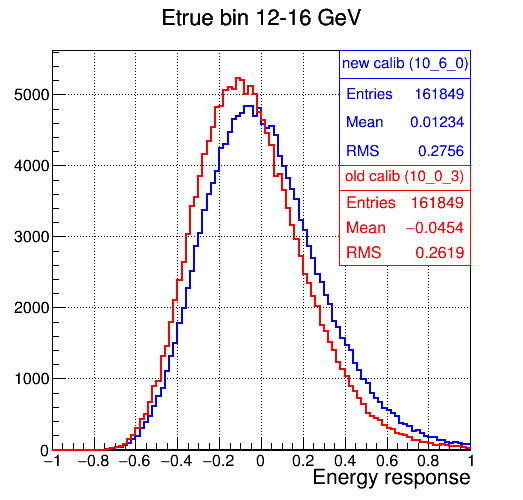 Etrue bin 12-16 GeV
new calib (10_6_0)
Entries 161849
Mean 0.01234
RMS 0.2756
old calib (10_0_3)
Entries 161849
Mean −0.0454
RMS 0.2619
5000
4000
3000
2000
1000
0
−1 −0.8 −0.6 −0.4 −0.2 0 0.2 0.4 0.6 0.8 1
Energy response